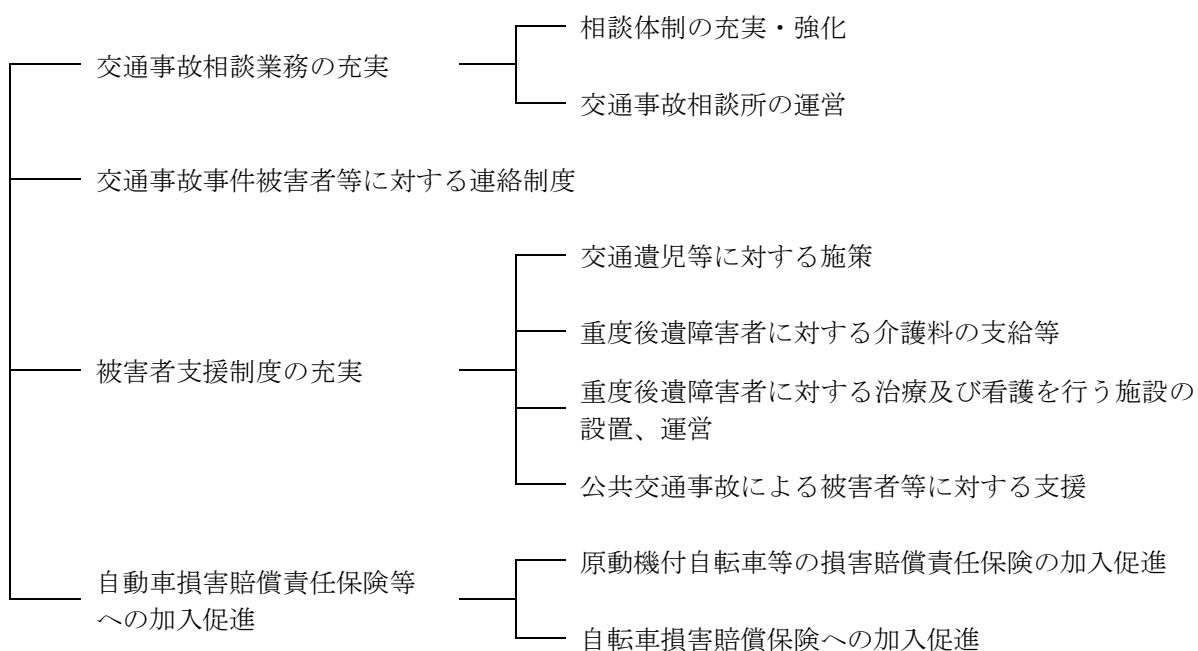 交通事故相談業務の充実
相談体制の充実・強化
交通事故相談所の運営
交通事故事件被害者等に対する連絡制度
被害者支援制度の充実
交通遺児等に対する施策
重度後遺障害者に対する介護料の支給等
重度後遺障害者に対する治療及び看護を行う施設の
設置、運営
公共交通事故による被害者等に対する支援
自動車損害賠償責任保険等
への加入促進
原動機付自転車等の損害賠償責任保険の加入促進
自転車損害賠償保険への加入促進